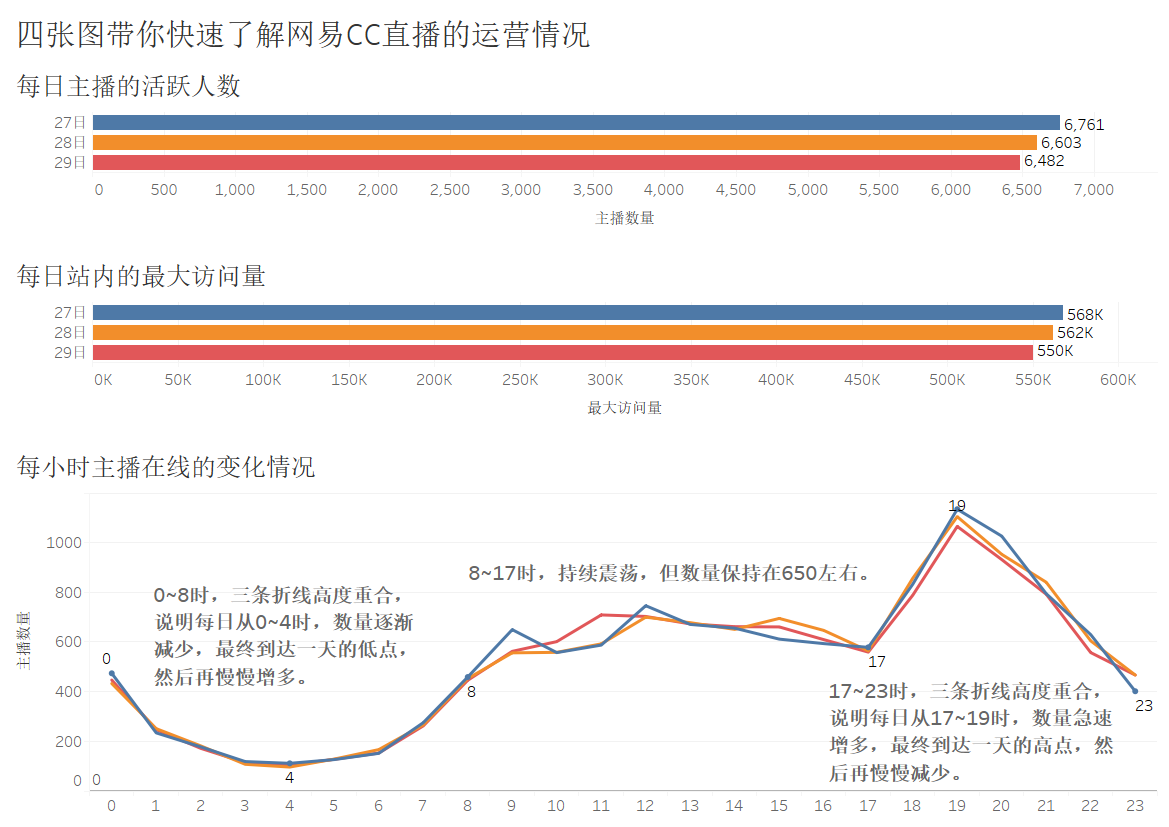 四张图带你快速了解网易CC直播的运营情况
每日主播的活跃人数
27日 6,761
28日 6,603
29日 6,482
0 500 1,000 1,500 2,000 2,500 3,000 3,500 4,000 4,500 5,000 5,500 6,000 6,500 7,000
主播数量
每日站内的最大访问量
27日 568K
28日 562K
29日 550K
0K 50K 100K 150K 200K 250K 300K 350K 400K 450K 500K 550K 600K
最大访问量
每小时主播在线的变化情况
主播数量
1000
800
600
400
200
0
0~8时，三条折线高度重合，
说明每日从0~4时，数量逐渐
减少，最终到达一天的低点，
然后再慢慢增多。
8~17时，持续震荡，但数量保持在650左右。
17~23时，三条折线高度重合，
说明每日从17~19时，数量急速
增多，最终到达一天的高点，然
后再慢慢减少。
0
0
4
8
17
19
23
0 1 2 3 4 5 6 7 8 9 10 11 12 13 14 15 16 17 18 19 20 21 22 23